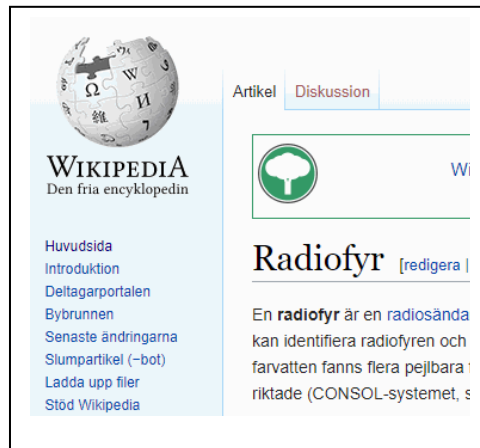 WIKIPEDIA
Den fria encyklopedin
Huvudsida
Introduktion
Deltagarportalen
Bybrunnen
Senaste ändringarna
Slumpartikel (−bot)
Ladda upp filer
Stöd Wikipedia
Artikel Diskussion
Wi
Radiofyr [redigera |
En radiofyr är en radiosända
kan identifiera radiofyren och
farvatten fanns flera pejlbara
riktade (CONSOL-systemet, s